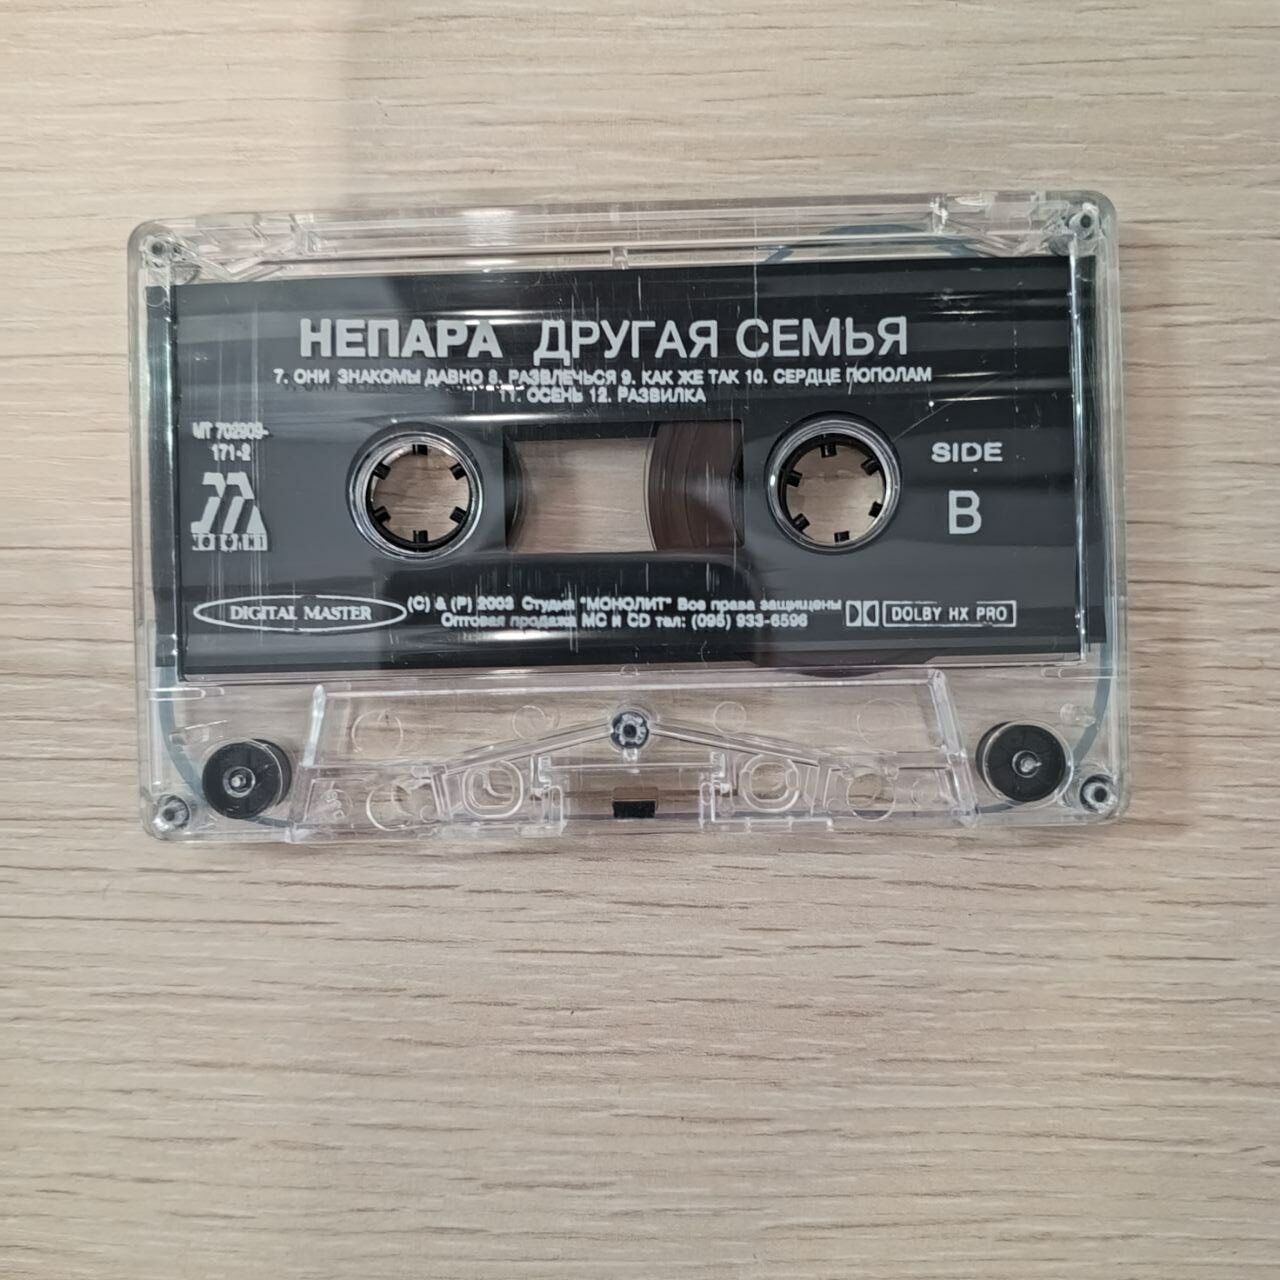 НЕПАРА ДРУГАЯ СЕМЬЯ
7. ОНИ ЗНАКОМЫ ДАВНО 8. РАЗВЛЕЧЬСЯ 9. КАК ЖЕ ТАК 10. СЕРДЦЕ ПОПОЛАМ
11. ОСЕНЬ 12. РАЗВИЛКА
МТ 702909-
171-2
SIDE
B
DIGITAL MASTER
(C) & (P) 2003 Студия "МОНОЛИТ" Все права защищены
Оптовая продажа МС и CD тел: (095) 933-6596
DOLBY HX PRO